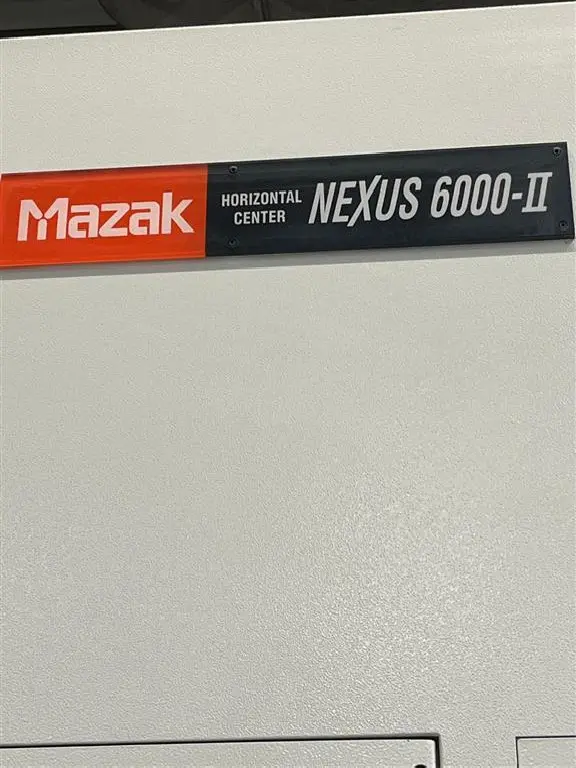 Mazak
HORIZONTAL
CENTER
NEXUS 6000-II